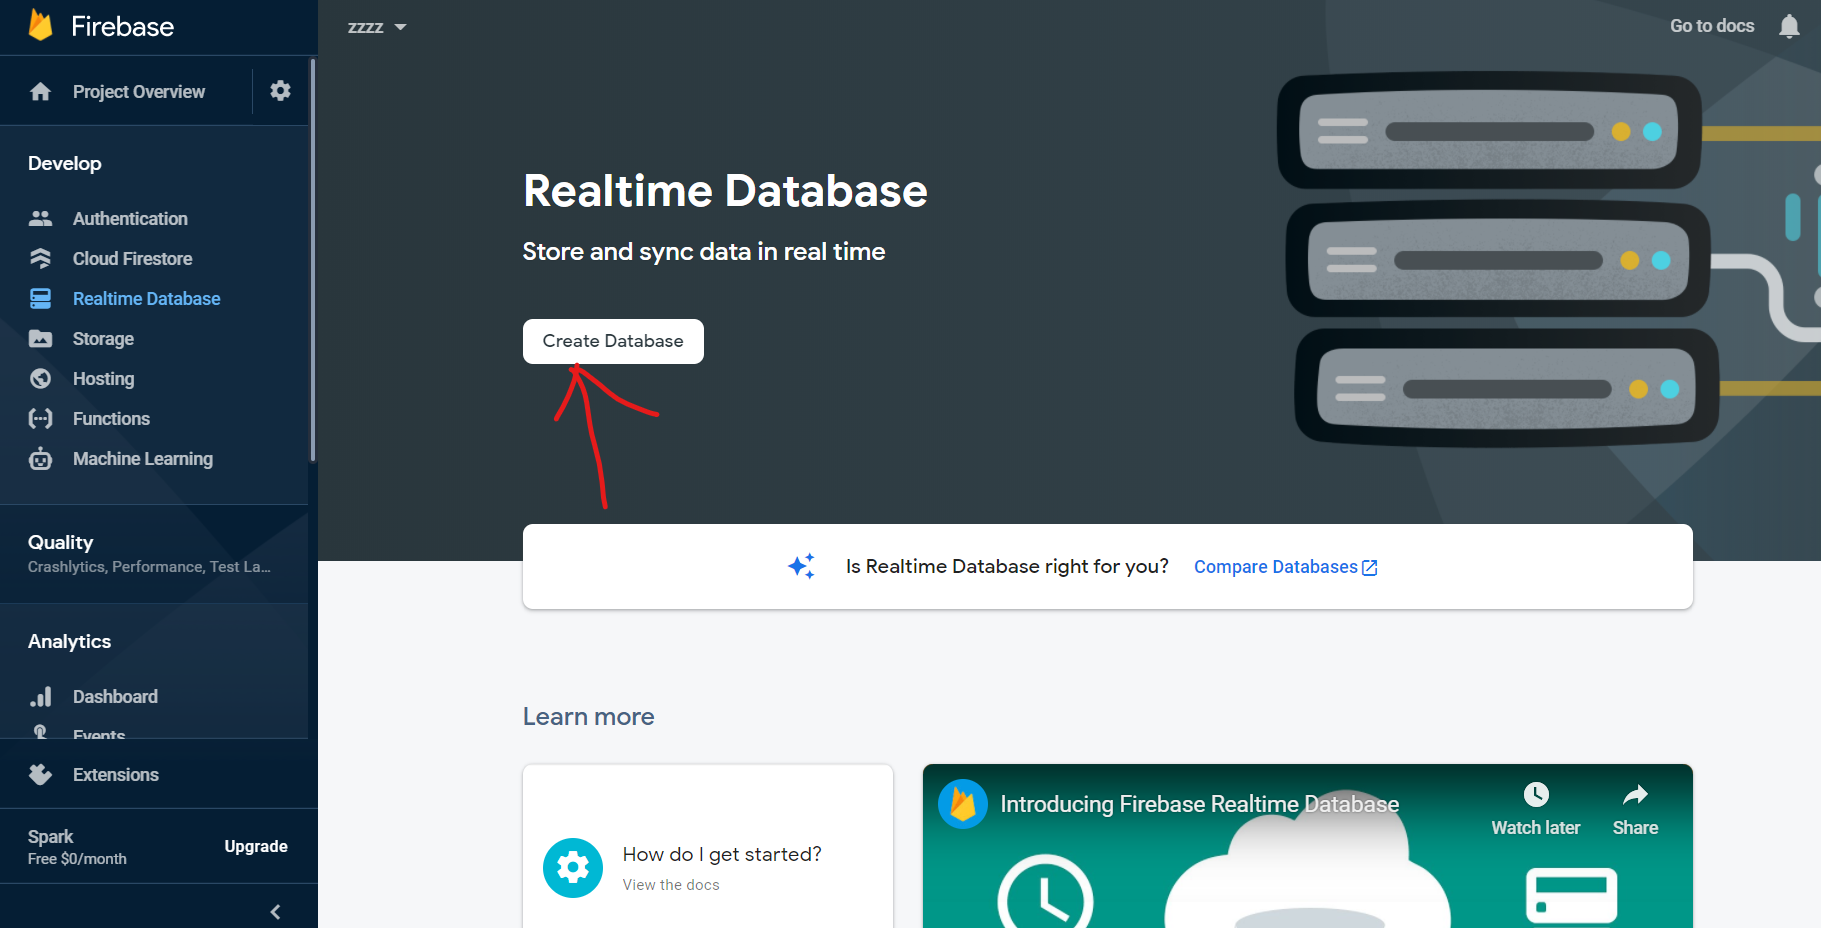 Firebase
zzzz
Go to docs
Project Overview
Develop
Authentication
Cloud Firestore
Realtime Database
Storage
Hosting
Functions
Machine Learning
Quality
Crashlytics, Performance, Test La...
Analytics
Dashboard
Events
Extensions
Spark
Free $0/month
Upgrade
Realtime Database
Store and sync data in real time
Create Database
Is Realtime Database right for you? Compare Databases
Learn more
How do I get started?
View the docs
Introducing Firebase Realtime Database
Watch later
Share